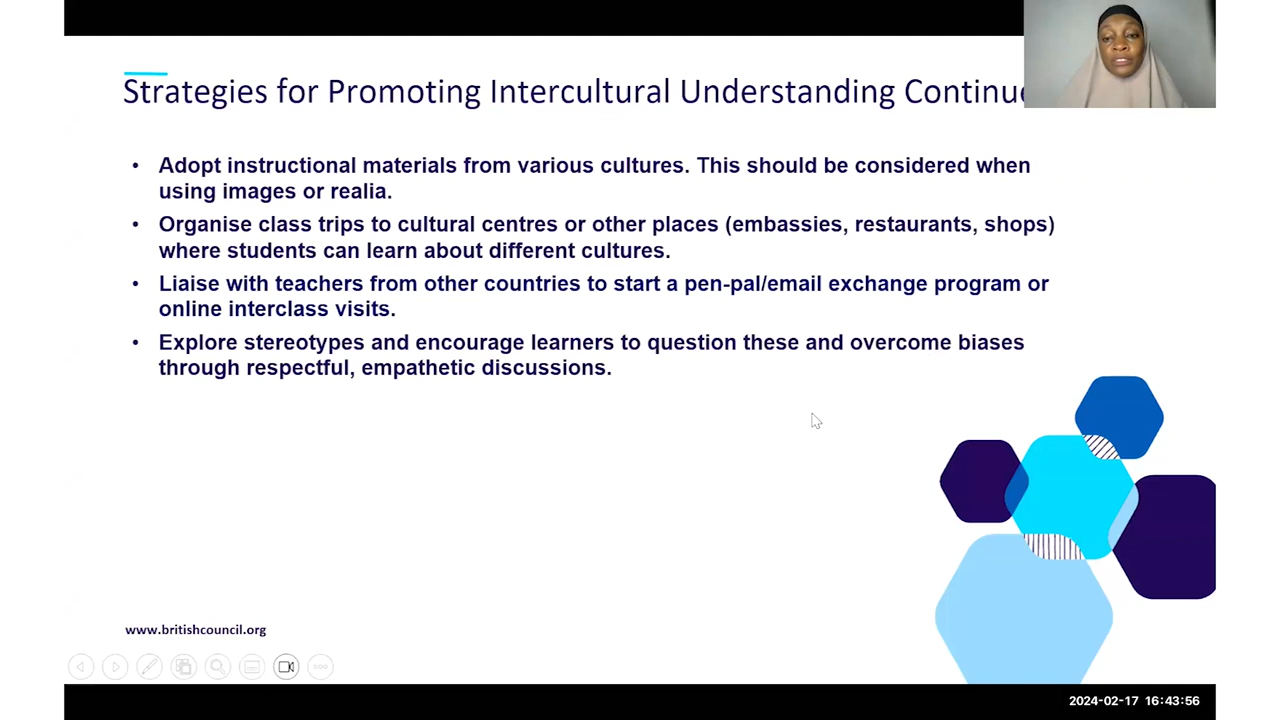 Strategies for Promoting Intercultural Understanding Continue
• Adopt instructional materials from various cultures. This should be considered when
using images or realia.
• Organise class trips to cultural centres or other places (embassies, restaurants, shops)
where students can learn about different cultures.
• Liaise with teachers from other countries to start a pen-pal/email exchange program or
online interclass visits.
• Explore stereotypes and encourage learners to question these and overcome biases
through respectful, empathetic discussions.
www.britishcouncil.org
2024-02-17 16:43:56